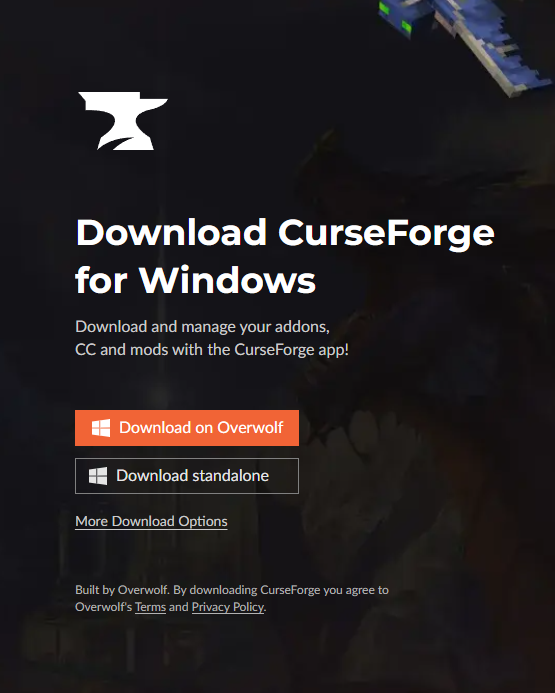 Download CurseForge
for Windows
Download and manage your addons,
CC and mods with the CurseForge app!
Download on Overwolf
Download standalone
More Download Options
Built by Overwolf. By downloading CurseForge you agree to
Overwolf's Terms and Privacy Policy.